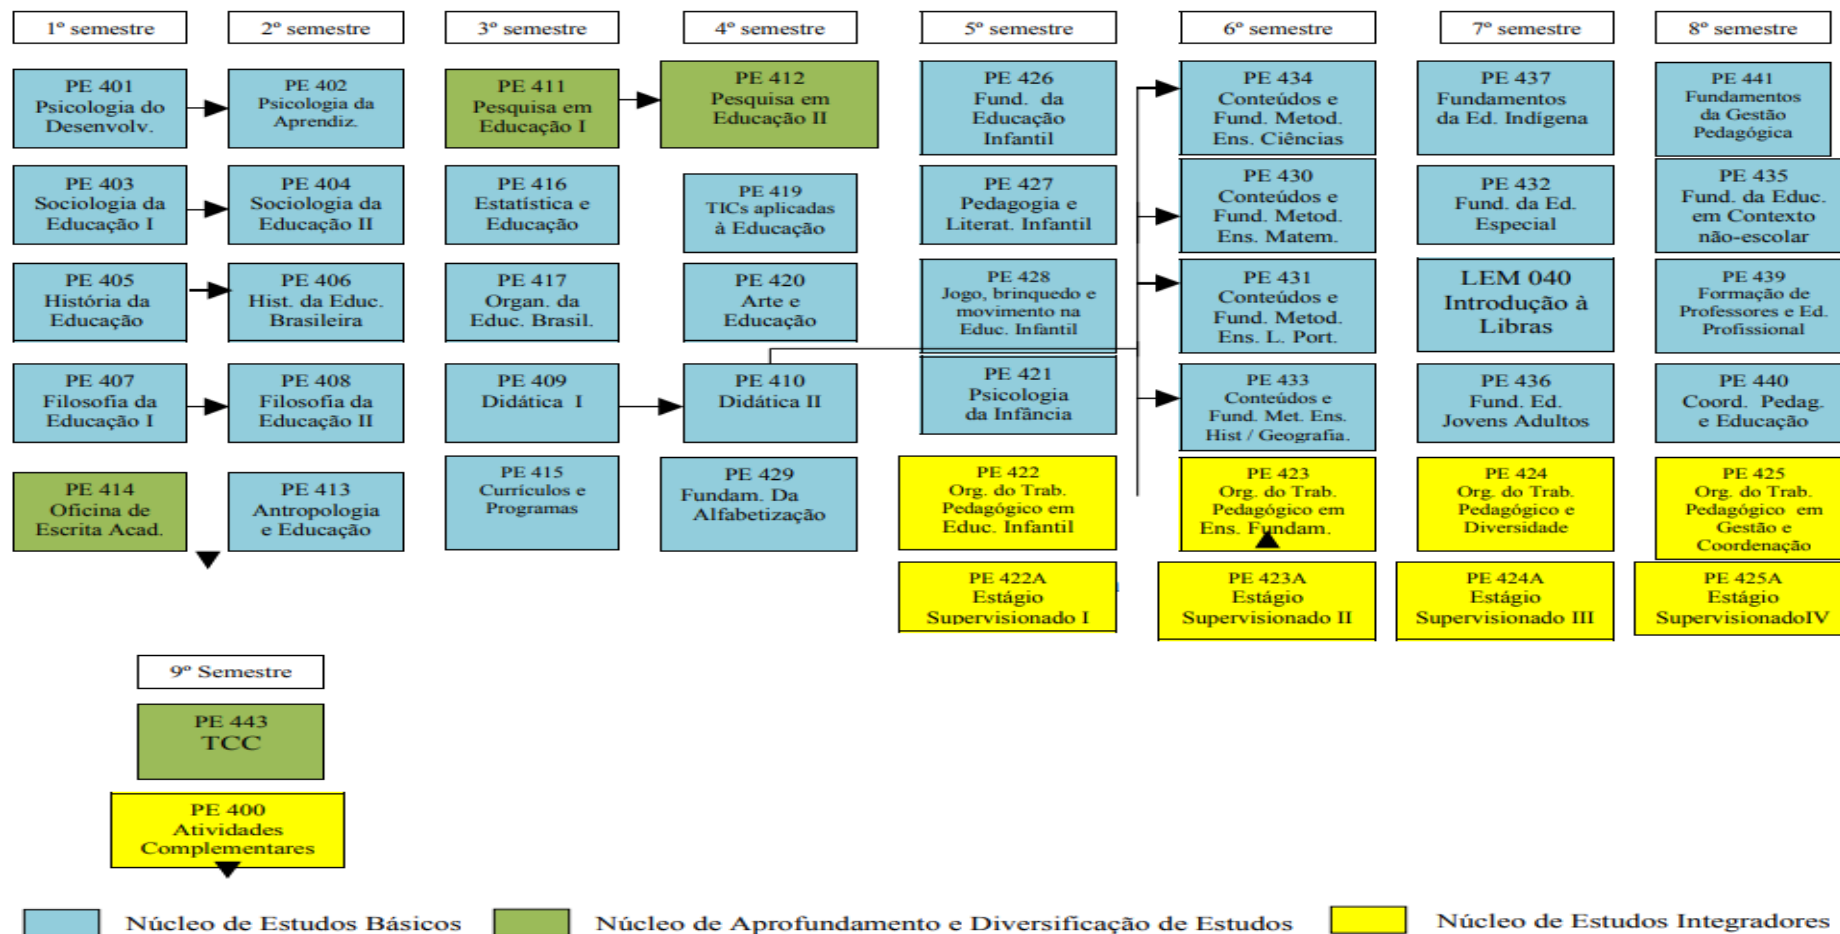 1º semestre
2º semestre
3º semestre
4º semestre
5º semestre
6º semestre
7º semestre
8º semestre
PE 401
Psicologia do
Desenvolv.
PE 402
Psicologia da
Aprendiz.
PE 411
Pesquisa em
Educação I
PE 412
Pesquisa em
Educação II
PE 426
Fund. da
Educação
Infantil
PE 434
Conteúdos e
Fund. Metod.
Ens. Ciências
PE 437
Fundamentos
da Ed. Indígena
PE 441
Fundamentos
da Gestão
Pedagógica
PE 403
Sociologia da
Educação I
PE 404
Sociologia da
Educação II
PE 416
Estatística e
Educação
PE 419
TICs aplicadas
à Educação
PE 427
Pedagogia e
Literat. Infantil
PE 430
Conteúdos e
Fund. Metod.
Ens. Matem.
PE 432
Fund. da Ed.
Especial
PE 435
Fund. da Educ.
em Contexto
não-escolar
PE 405
História da
Educação
PE 406
Hist. da Educ.
Brasileira
PE 417
Organ. da
Educ. Brasil.
PE 420
Arte e
Educação
PE 428
Jogo, brinquedo e
movimento na
Educ. Infantil
PE 431
Conteúdos e
Fund. Metod.
Ens. L. Port.
LEM 040
Introdução à
Libras
PE 439
Formação de
Professores e Ed.
Profissional
PE 407
Filosofia da
Educação I
PE 408
Filosofia da
Educação II
PE 409
Didática I
PE 410
Didática II
PE 421
Psicologia
da Infância
PE 433
Conteúdos e
Fund. Met. Ens.
Hist / Geografia.
PE 436
Fund. Ed.
Jovens Adultos
PE 440
Coord. Pedag.
e Educação
PE 414
Oficina de
Escrita Acad.
PE 413
Antropologia
e Educação
PE 415
Currículos e
Programas
PE 429
Fundam. Da
Alfabetização
PE 422
Org. do Trab.
Pedagógico em
Educ. Infantil
PE 423
Org. do Trab.
Pedagógico em
Ens. Fundam.
PE 424
Org. do Trab.
Pedagógico e
Diversidade
PE 425
Org. do Trab.
Pedagógico em
Gestão e
Coordenação
PE 422A
Estágio
Supervisionado I
PE 423A
Estágio
Supervisionado II
PE 424A
Estágio
Supervisionado III
PE 425A
Estágio
SupervisionadoIV
9º Semestre
PE 443
TCC
PE 400
Atividades
Complementares
Núcleo de Estudos Básicos
Núcleo de Aprofundamento e Diversificação de Estudos
Núcleo de Estudos Integradores